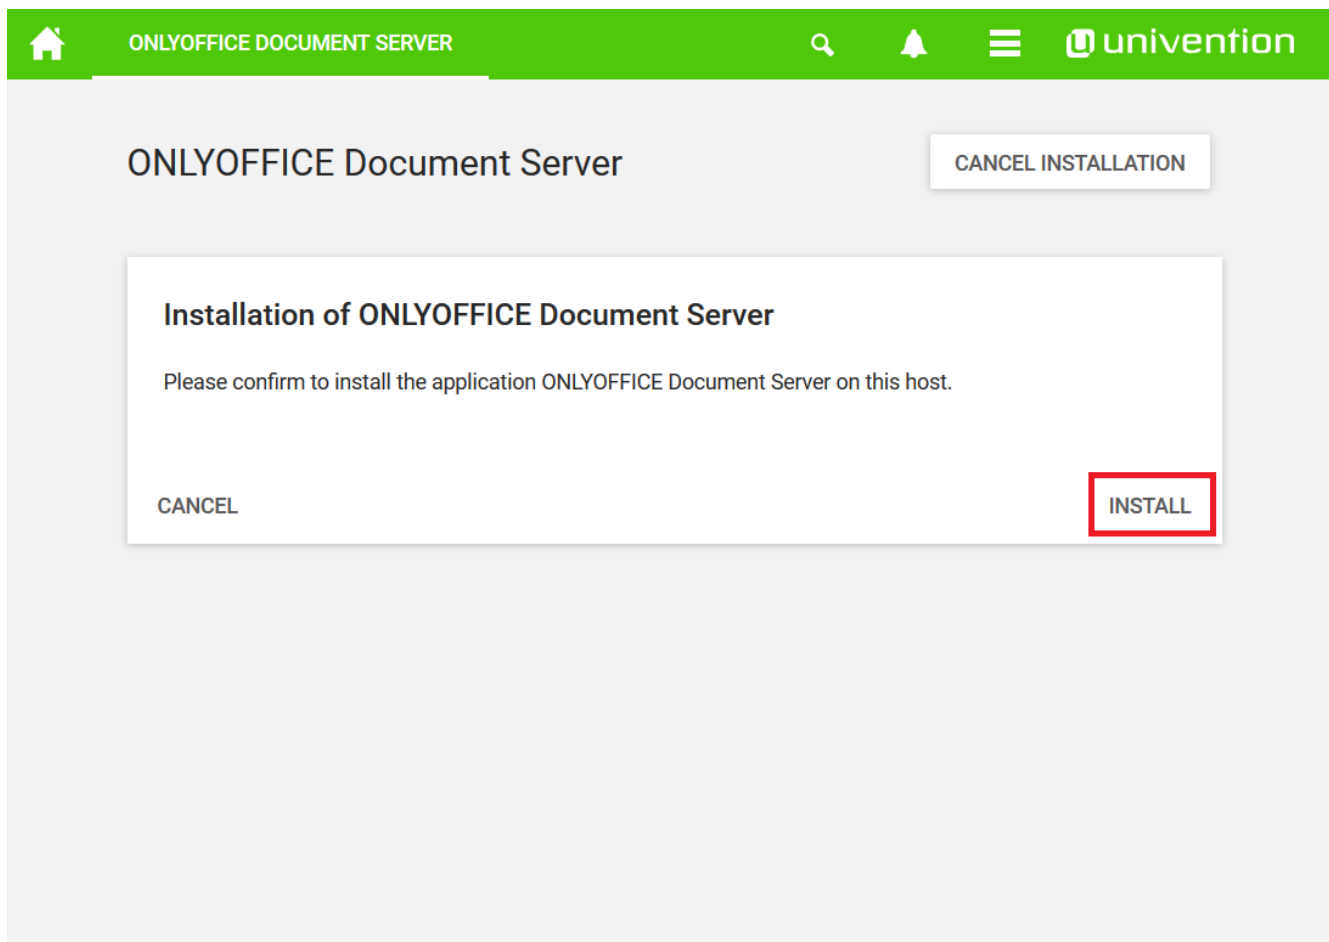 ONLYOFFICE DOCUMENT SERVER
univention
ONLYOFFICE Document Server
CANCEL INSTALLATION
Installation of ONLYOFFICE Document Server
Please confirm to install the application ONLYOFFICE Document Server on this host.
CANCEL
INSTALL